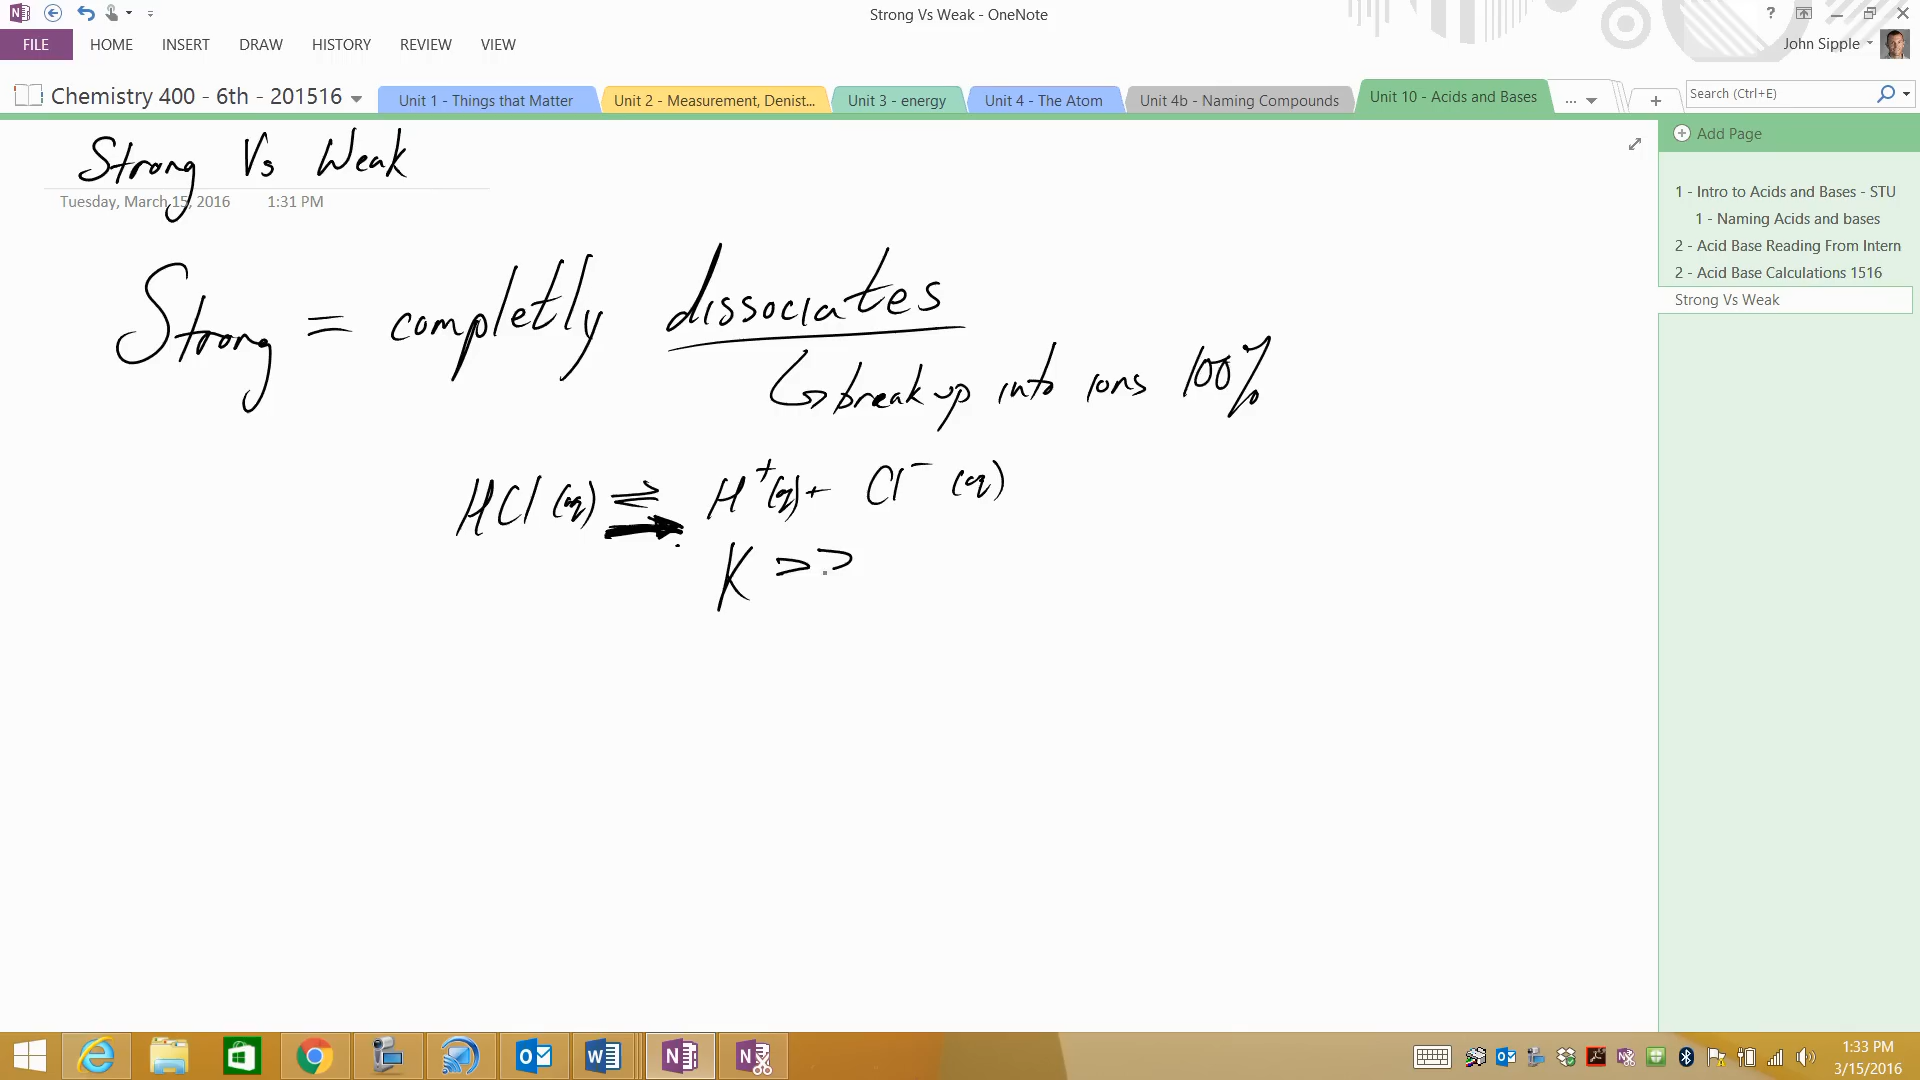 Strong Vs Weak - OneNote
FILE HOME INSERT DRAW HISTORY REVIEW VIEW
John Sipple
Chemistry 400 - 6th - 201516
Unit 1 - Things that Matter
Unit 2 - Measurement, Denist...
Unit 3 - energy
Unit 4 - The Atom
Unit 4b - Naming Compounds
Unit 10 - Acids and Bases
...
Search (Ctrl+E)
Add Page
1 - Intro to Acids and Bases - STU
1 - Naming Acids and bases
2 - Acid Base Reading From Intern
2 - Acid Base Calculations 1516
Strong Vs Weak
Strong Vs Weak
Tuesday, March 15, 2016 1:31 PM
Strong = completly dissociates
↳ break up into ions 100%
HCl (aq) ⇌ H⁺(aq) + Cl⁻ (aq)
K >>
1:33 PM
3/15/2016